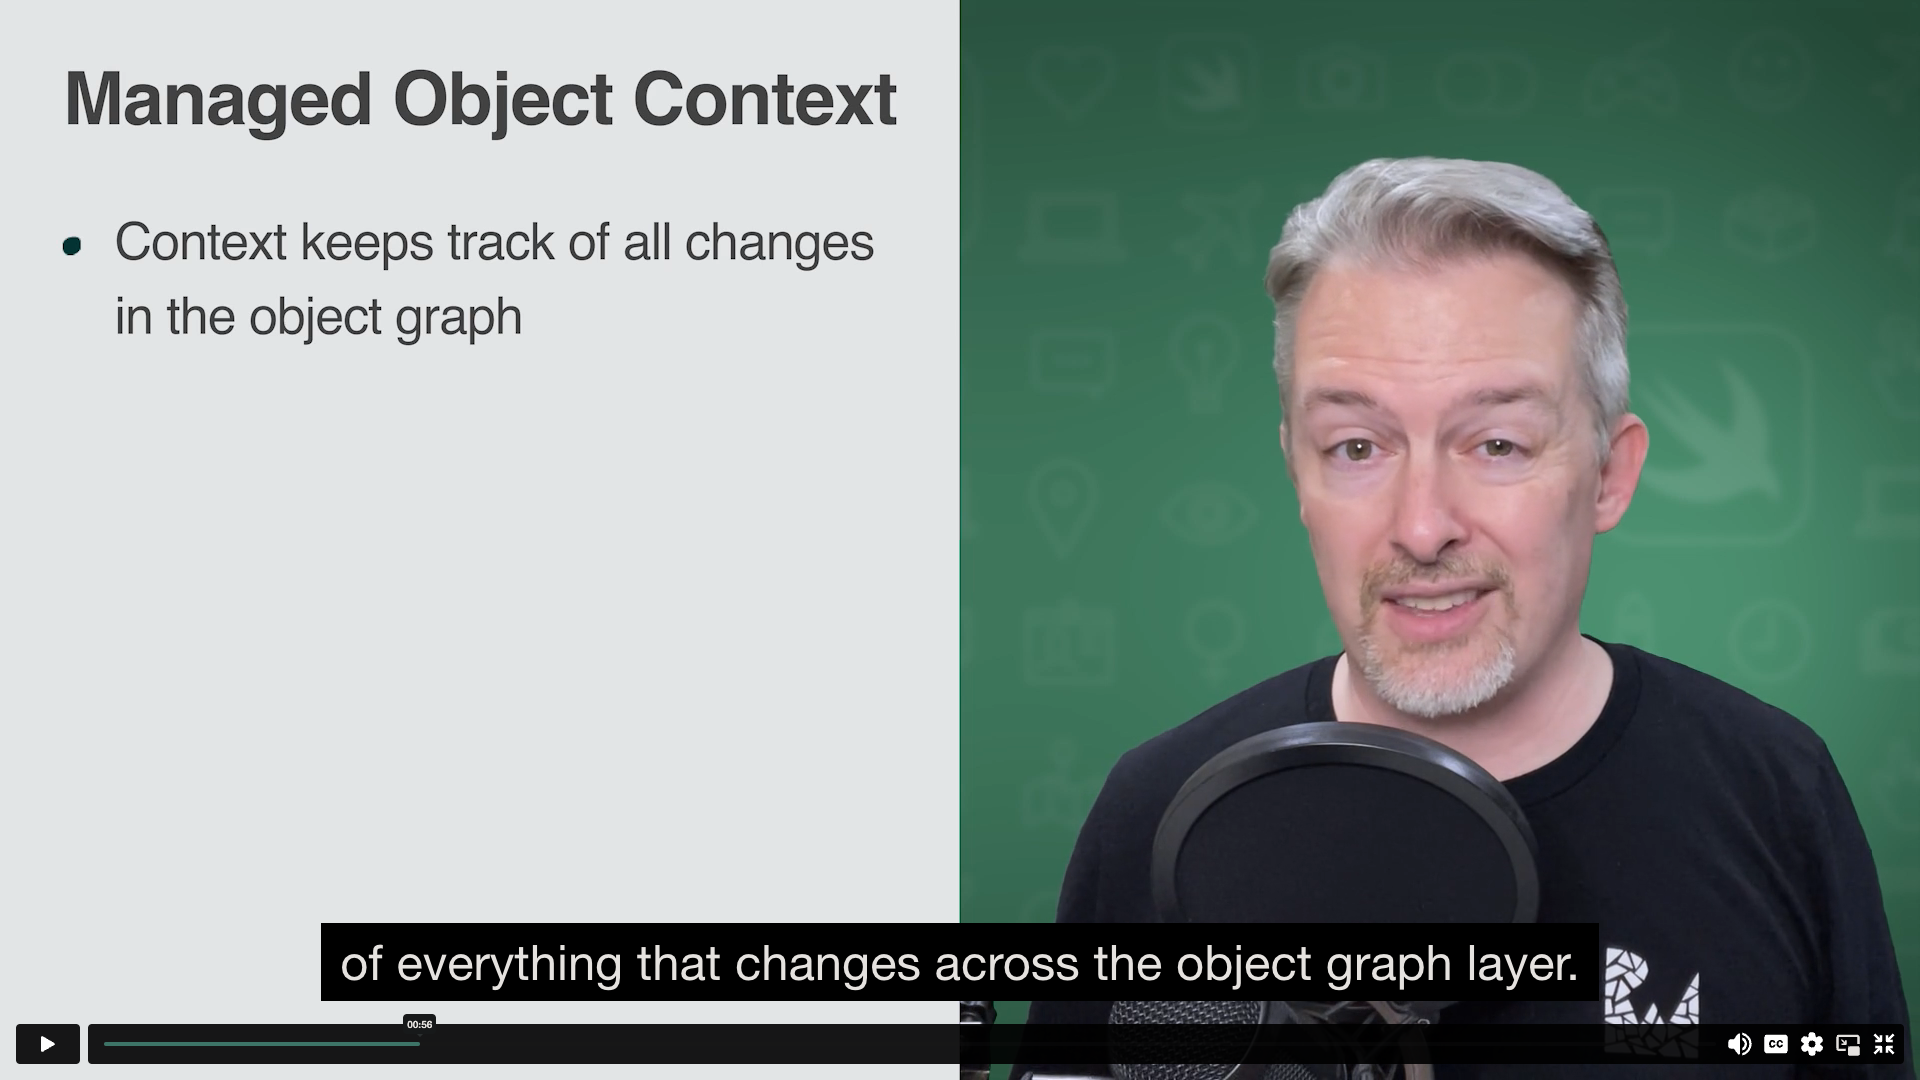 Managed Object Context
Context keeps track of all changes
in the object graph
of everything that changes across the object graph layer.
00:56
CC